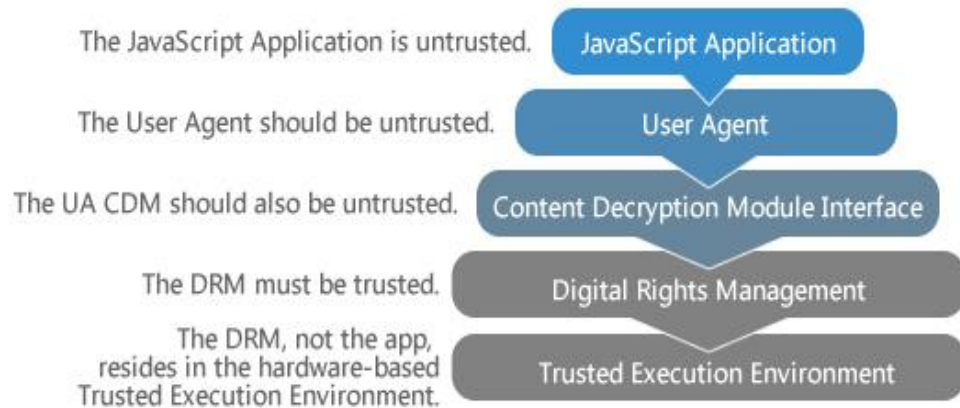 The JavaScript Application is untrusted.
JavaScript Application
The User Agent should be untrusted.
User Agent
The UA CDM should also be untrusted.
Content Decryption Module Interface
The DRM must be trusted.
Digital Rights Management
The DRM, not the app,
resides in the hardware-based
Trusted Execution Environment.
Trusted Execution Environment